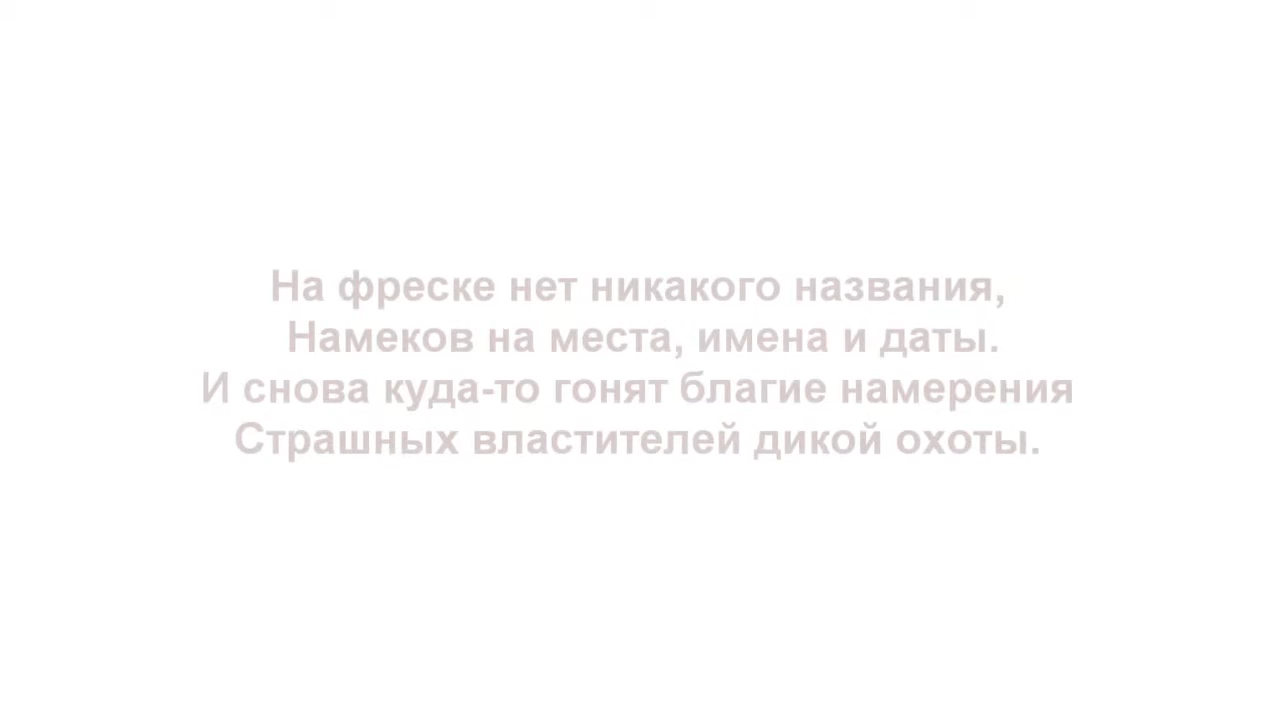 На фреске нет никакого названия,
Намеков на места, имена и даты.
И снова куда-то гонят благие намерения
Страшных властителей дикой охоты.